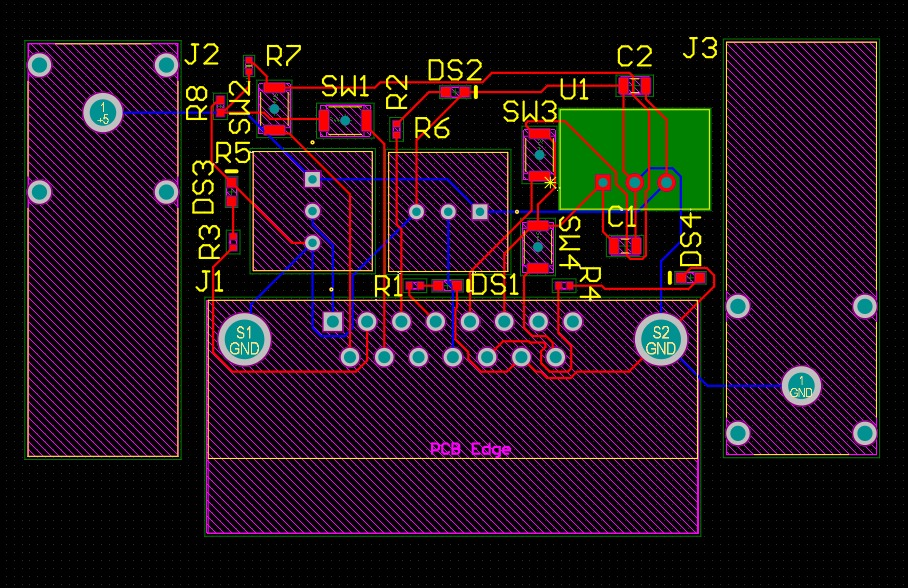 J2
R7
C2
J3
DS2
SW1
R2
U1
R8
SW2
1
+5
SW3
R6
R5
DS3
C1
DS4
R3
SW4
J1
R1
DS1
R4
S1
GND
S2
GND
1
GND
PCB Edge